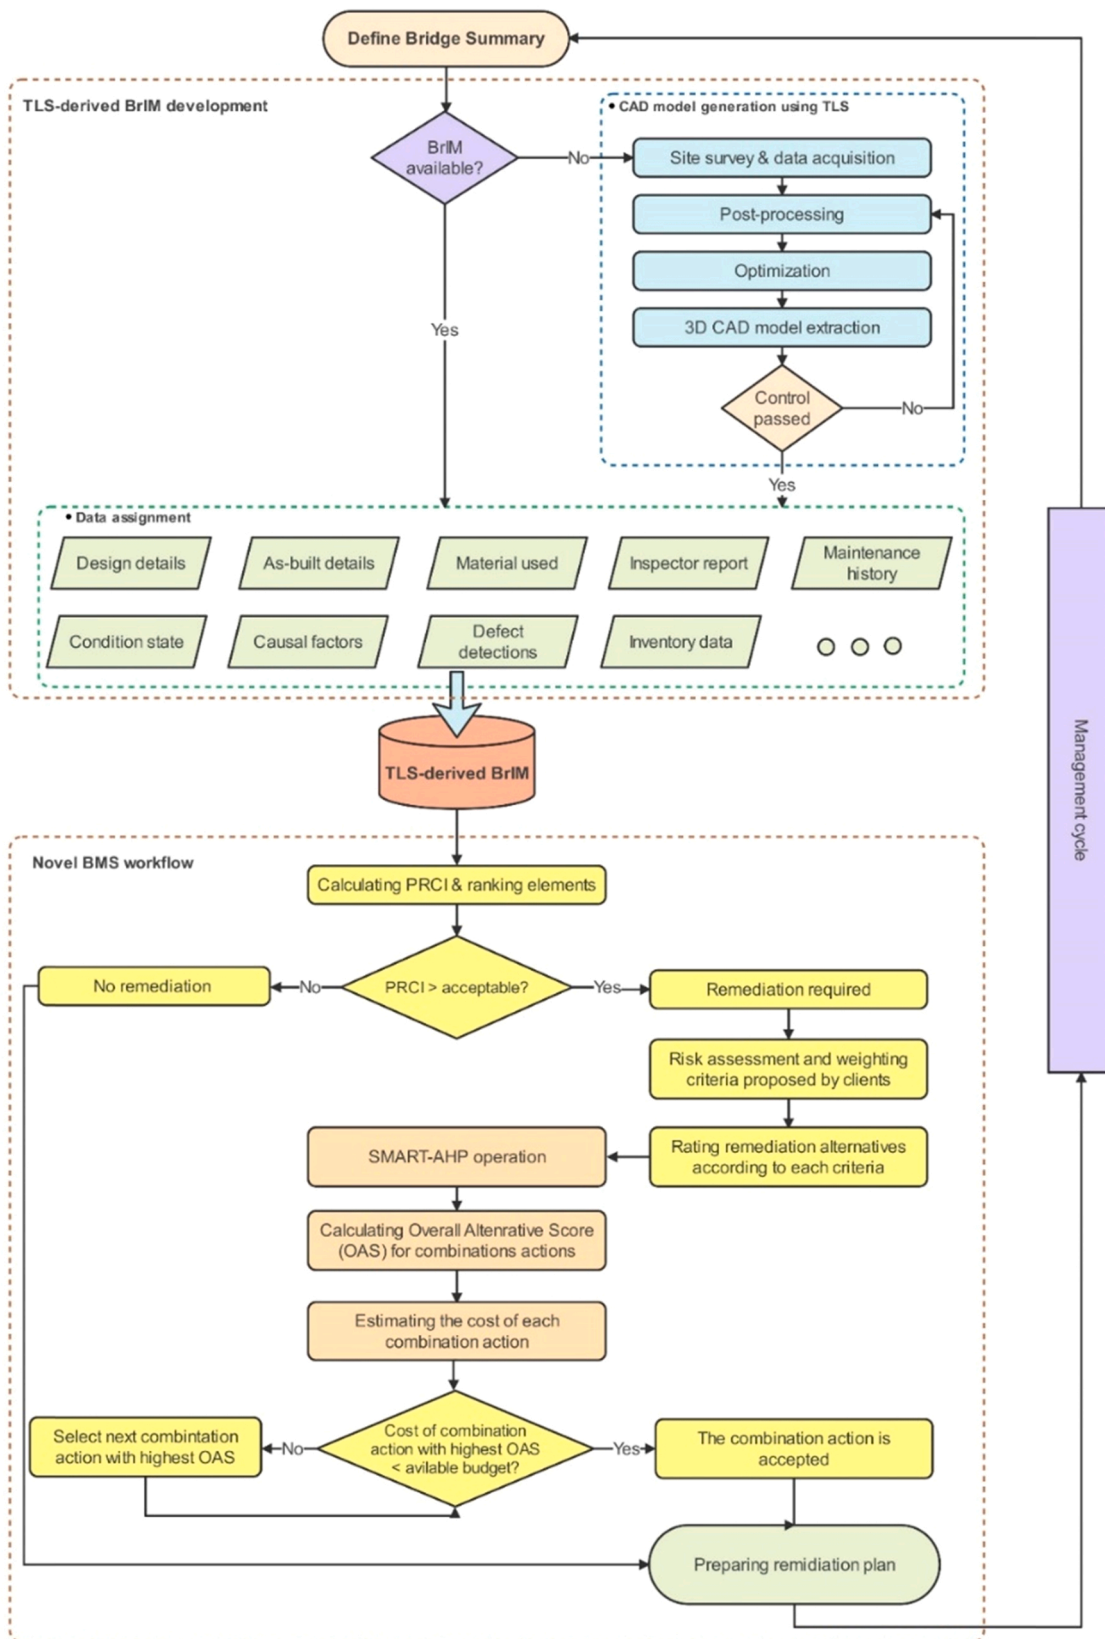 Define Bridge Summary
TLS-derived BrIM development
• CAD model generation using TLS
BrIM
available?
No
Site survey & data acquisition
Post-processing
Optimization
Yes
3D CAD model extraction
Control
passed
No
Yes
• Data assignment
Design details
As-built details
Material used
Inspector report
Maintenance
history
Condition state
Causal factors
Defect
detections
Inventory data
TLS-derived BrIM
Management cycle
Novel BMS workflow
Calculating PRCI & ranking elements
No remediation
No
PRCI > acceptable?
Yes
Remediation required
Risk assessment and weighting
criteria proposed by clients
SMART-AHP operation
Rating remediation alternatives
according to each criteria
Calculating Overall Altenrative Score
(OAS) for combinations actions
Estimating the cost of each
combination action
Select next combintation
action with highest OAS
No
Cost of combination
action with highest OAS
< avilable budget?
Yes
The combination action is
accepted
Preparing remidiation plan